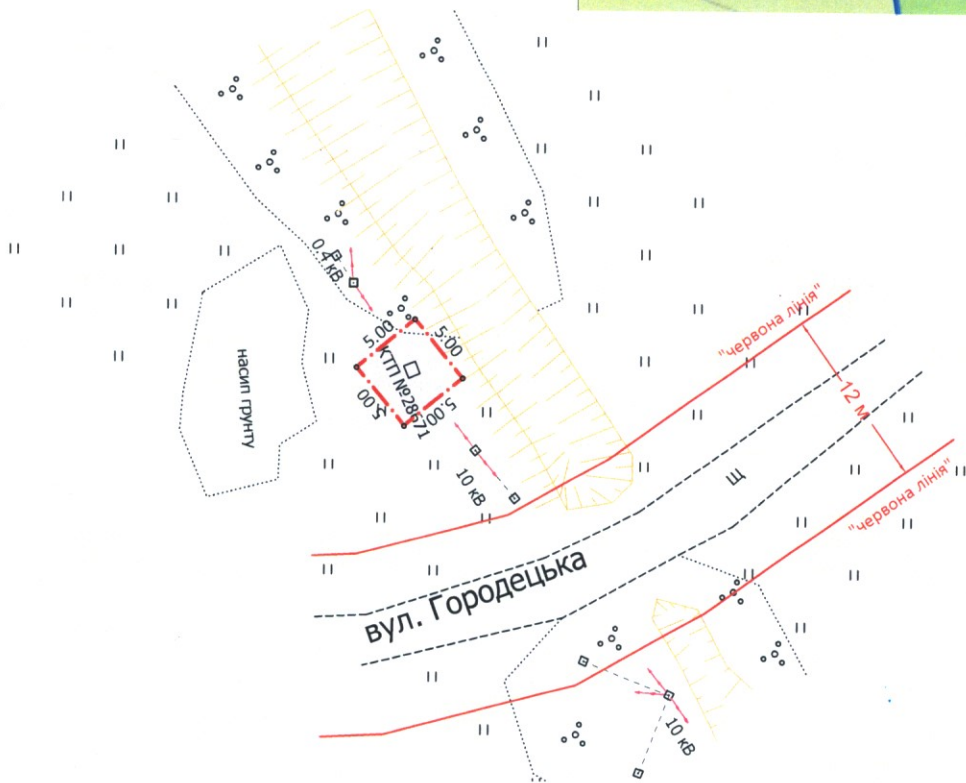 0.4 кВ
5.00
5.00
КТП №28671
5.00
5.00
насип грунту
10 кВ
"червона лінія"
12 м
"червона лінія"
Щ
вул. Городецька
10 кВ